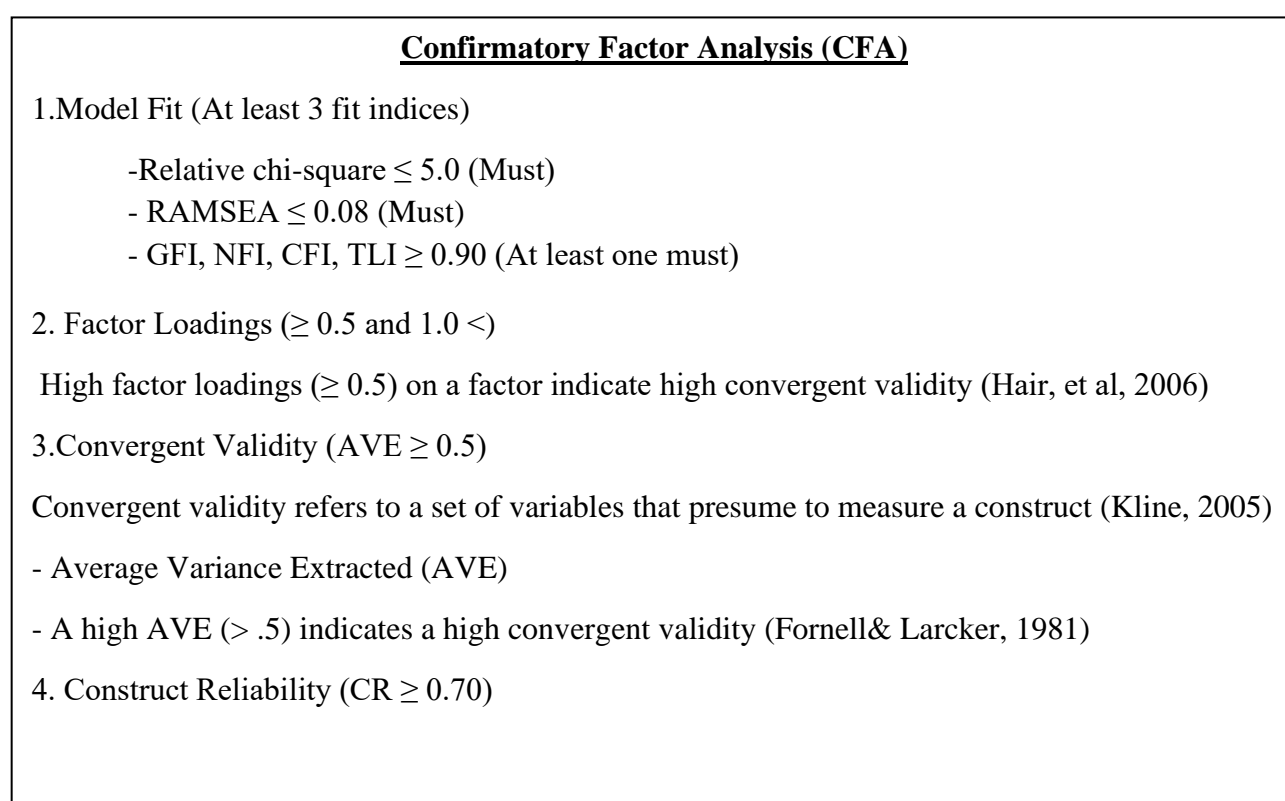 Confirmatory Factor Analysis (CFA)
1.Model Fit (At least 3 fit indices)
-Relative chi-square ≤ 5.0 (Must)
- RAMSEA ≤ 0.08 (Must)
- GFI, NFI, CFI, TLI ≥ 0.90 (At least one must)
2. Factor Loadings (≥ 0.5 and 1.0 <)
High factor loadings (≥ 0.5) on a factor indicate high convergent validity (Hair, et al, 2006)
3.Convergent Validity (AVE ≥ 0.5)
Convergent validity refers to a set of variables that presume to measure a construct (Kline, 2005)
- Average Variance Extracted (AVE)
- A high AVE (> .5) indicates a high convergent validity (Fornell& Larcker, 1981)
4. Construct Reliability (CR ≥ 0.70)